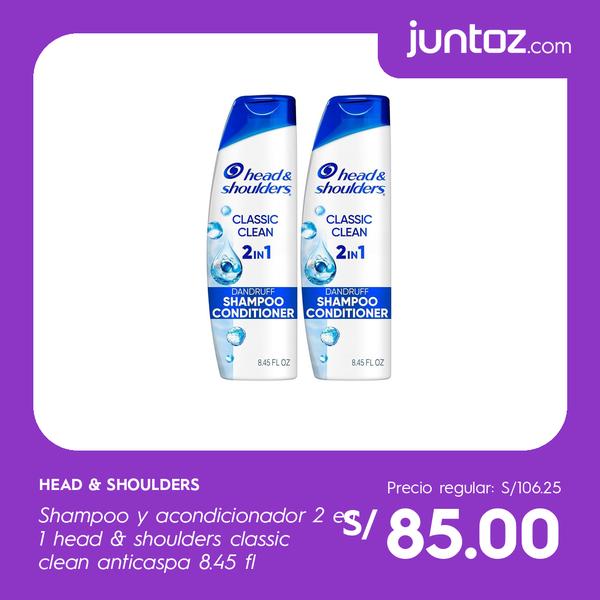 juntoz.com
head &
shoulders®
CLASSIC
CLEAN
2IN1
DANDRUFF
SHAMPOO
CONDITIONER
8.45 FL OZ
head &
shoulders®
CLASSIC
CLEAN
2IN1
DANDRUFF
SHAMPOO
CONDITIONER
8.45 FL OZ
HEAD & SHOULDERS
Shampoo y acondicionador 2 en
1 head & shoulders classic
clean anticaspa 8.45 fl
Precio regular: S/106.25
S/ 85.00